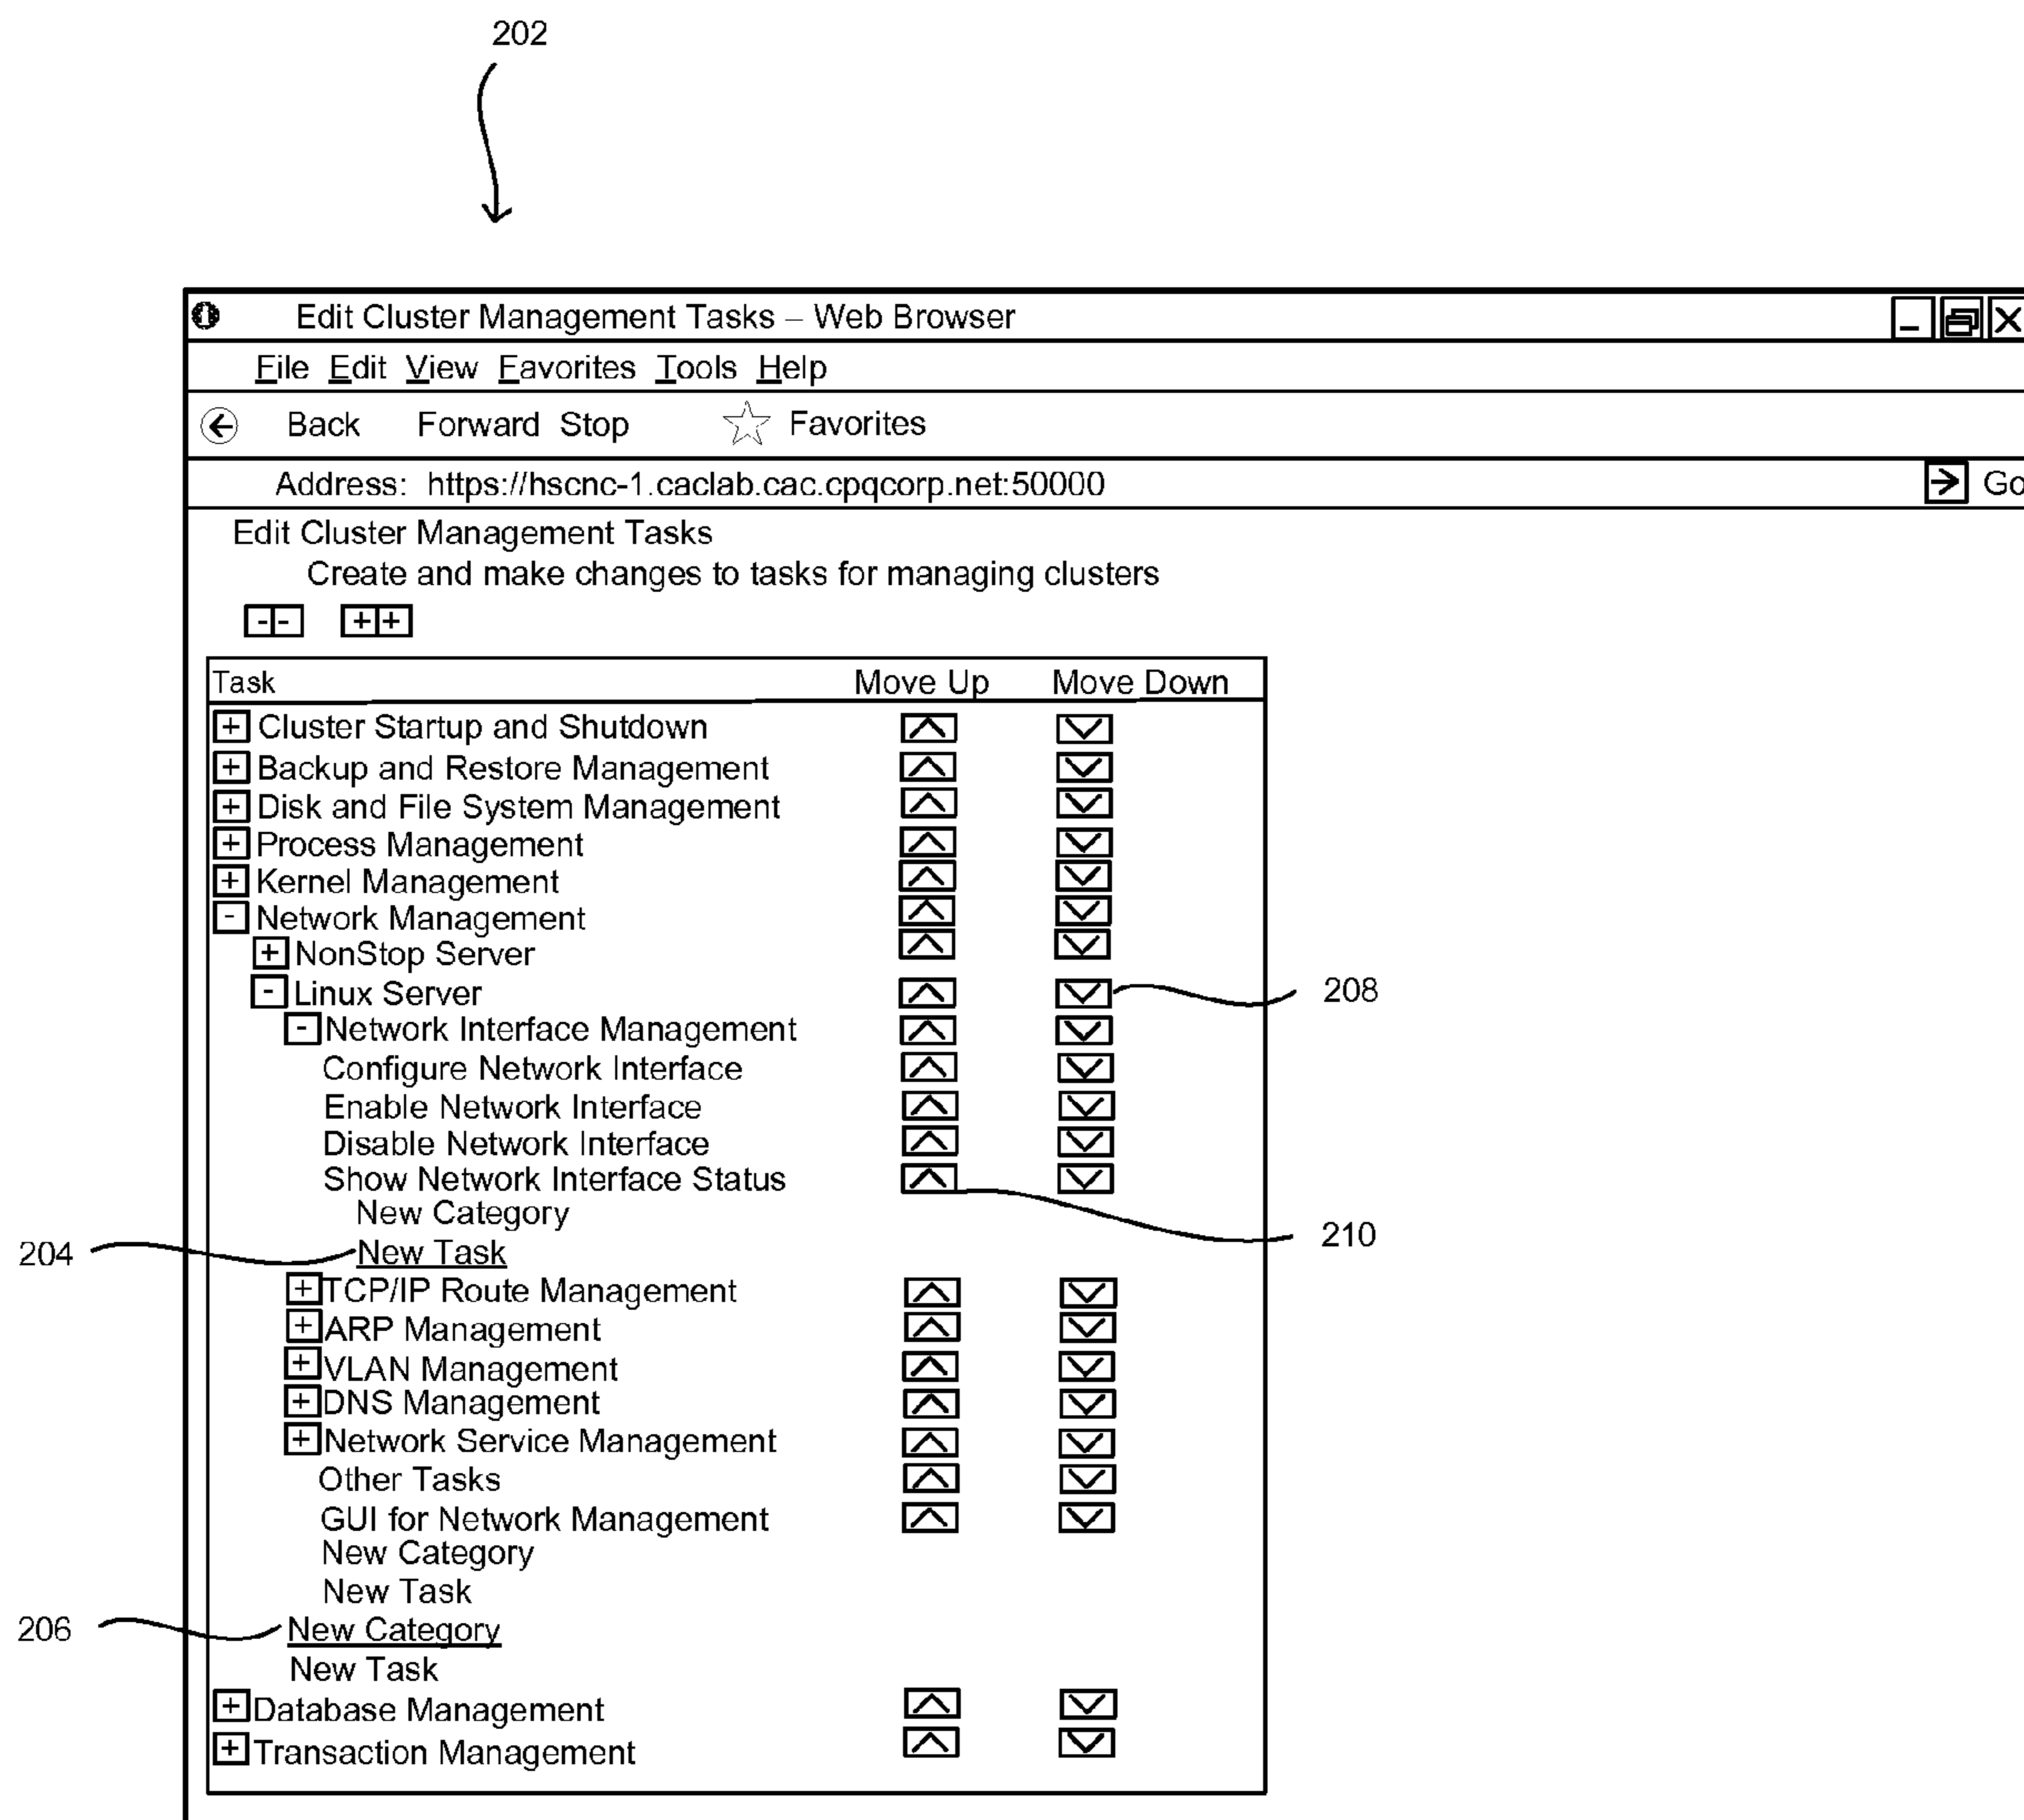 202
Edit Cluster Management Tasks – Web Browser
File Edit View Favorites Tools Help
Back Forward Stop Favorites
Address: https://hscnc-1.caclab.cac.cpqcorp.net:50000 Go
Edit Cluster Management Tasks
Create and make changes to tasks for managing clusters
-- ++
Task Move Up Move Down
+ Cluster Startup and Shutdown
+ Backup and Restore Management
+ Disk and File System Management
+ Process Management
+ Kernel Management
- Network Management
+ NonStop Server
- Linux Server 208
- Network Interface Management
Configure Network Interface
Enable Network Interface
Disable Network Interface
Show Network Interface Status
New Category
210
204 New Task
+ TCP/IP Route Management
+ ARP Management
+ VLAN Management
+ DNS Management
+ Network Service Management
Other Tasks
GUI for Network Management
New Category
New Task
206 New Category
New Task
+ Database Management
+ Transaction Management